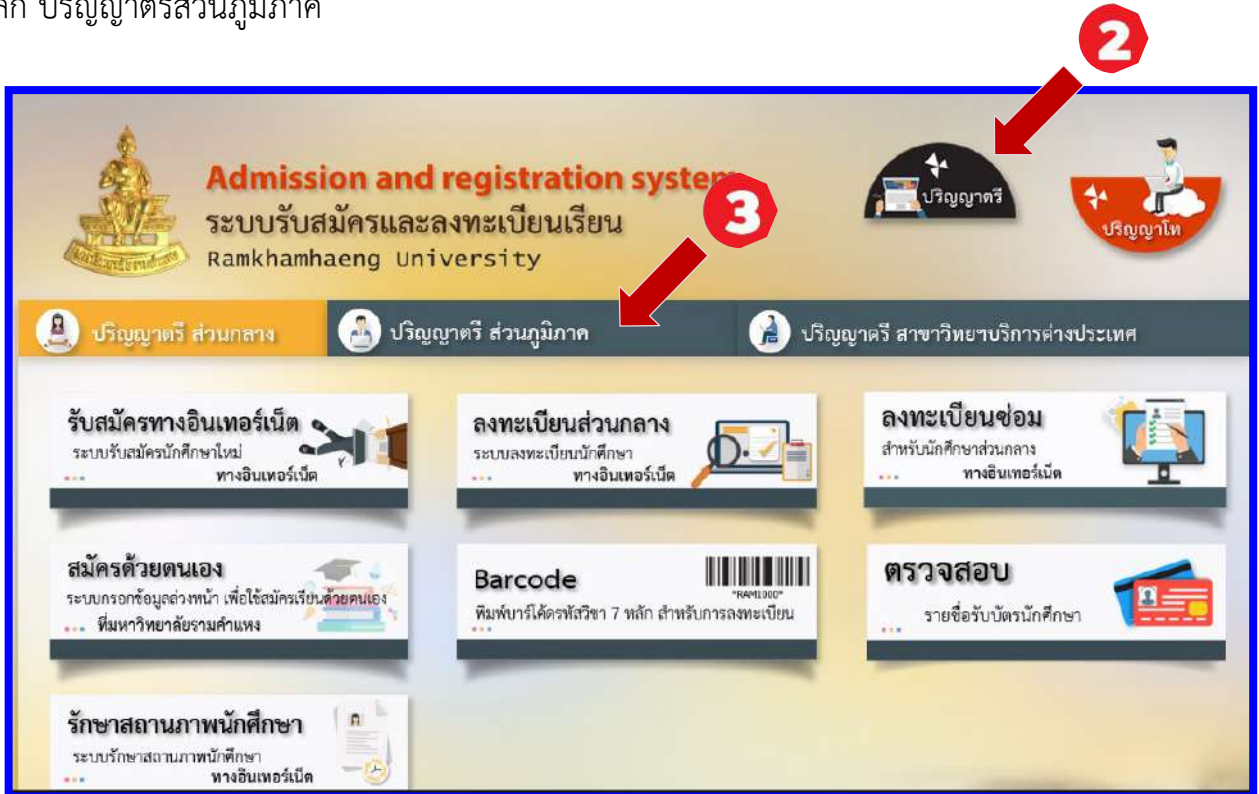 ปริญญาตรีส่วนภูมิภาค
2
Admission and registration system
ระบบรับสมัครและลงทะเบียนเรียน
Ramkhamhaeng University
3
ปริญญาตรี
ปริญญาโท
ปริญญาตรี ส่วนกลาง
ปริญญาตรี ส่วนภูมิภาค
ปริญญาตรี สาขาวิทยาบริการต่างประเทศ
รับสมัครทางอินเทอร์เน็ต
ระบบรับสมัครนักศึกษาใหม่
ทางอินเทอร์เน็ต
ลงทะเบียนส่วนกลาง
ระบบลงทะเบียนนักศึกษา
ทางอินเทอร์เน็ต
ลงทะเบียนซ่อม
สำหรับนักศึกษาส่วนกลาง
ทางอินเทอร์เน็ต
สมัครด้วยตนเอง
ระบบกรอกข้อมูลล่วงหน้า เพื่อใช้สมัครเรียนด้วยตนเอง
ที่มหาวิทยาลัยรามคำแหง
Barcode
*RAM1000*
พิมพ์บาร์โค้ดรหัสวิชา 7 หลัก สำหรับการลงทะเบียน
ตรวจสอบ
รายชื่อรับบัตรนักศึกษา
รักษาสถานภาพนักศึกษา
ระบบรักษาสถานภาพนักศึกษา
ทางอินเทอร์เน็ต